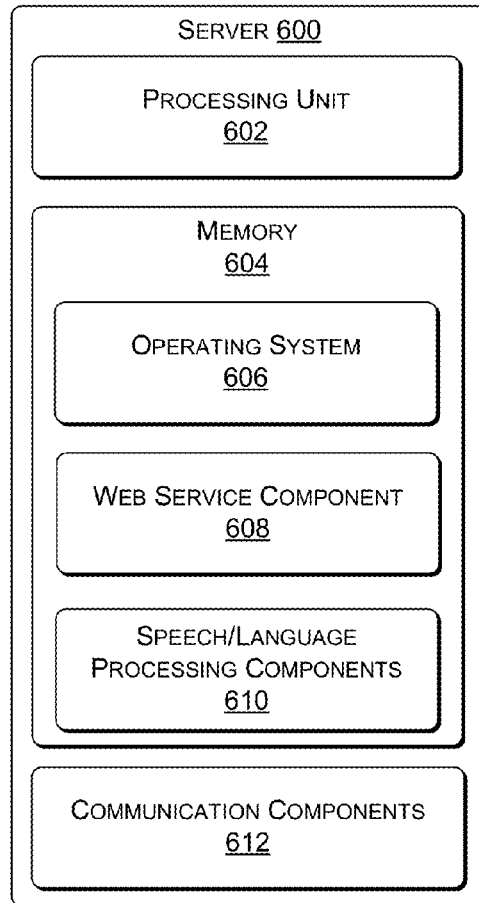 SERVER 600
PROCESSING UNIT
602
MEMORY
604
OPERATING SYSTEM
606
WEB SERVICE COMPONENT
608
SPEECH/LANGUAGE
PROCESSING COMPONENTS
610
COMMUNICATION COMPONENTS
612